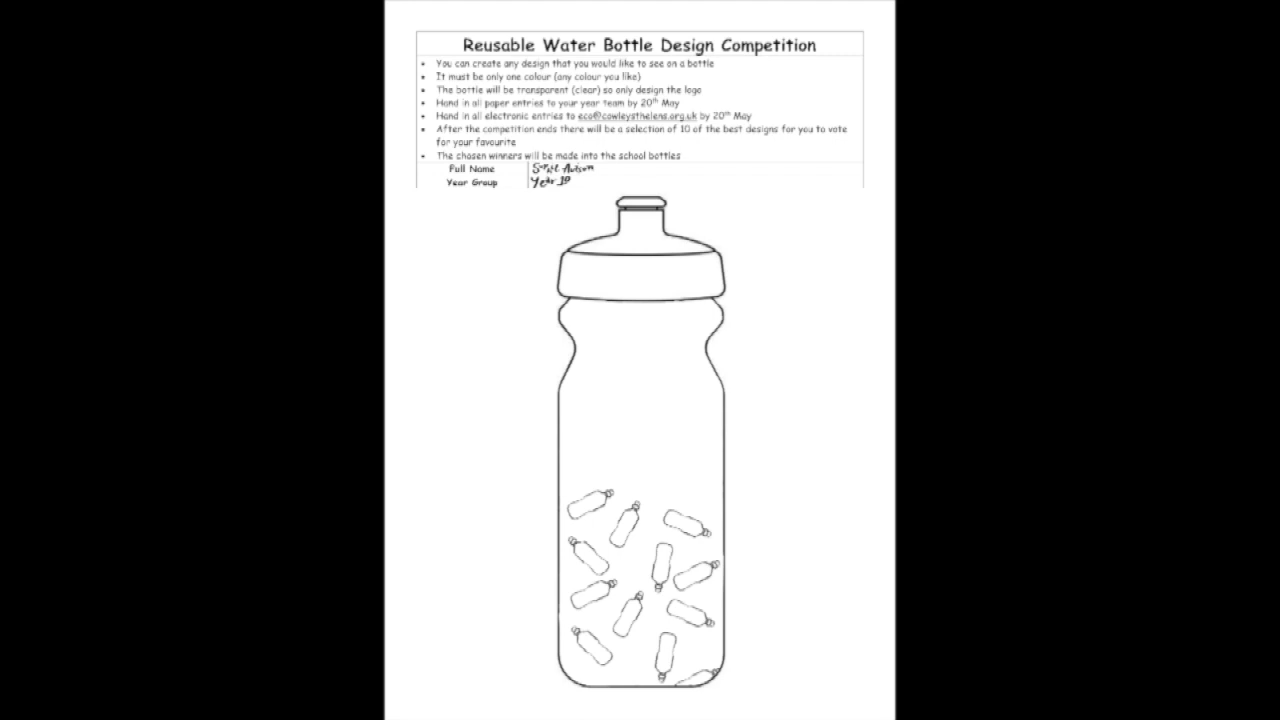 Reusable Water Bottle Design Competition
• You can create any design that you would like to see on a bottle
• It must be only one colour (any colour you like)
• The bottle will be transparent (clear) so only design the logo
• Hand in all paper entries to your year team by 20th May
• Hand in all electronic entries to eco@cowleysthelens.org.uk by 20th May
• After the competition ends there will be a selection of 10 of the best designs for you to vote
for your favourite
• The chosen winners will be made into the school bottles
Full Name
Year Group Year 10